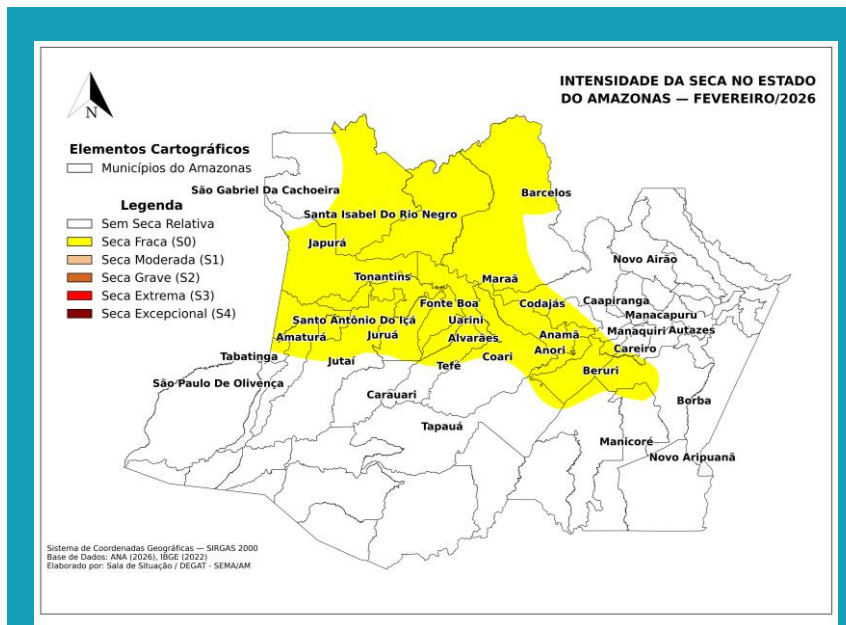 INTENSIDADE DA SECA NO ESTADO
DO AMAZONAS — FEVEREIRO/2026
N
Elementos Cartográficos
Municípios do Amazonas
Legenda
Sem Seca Relativa
Seca Fraca (S0)
Seca Moderada (S1)
Seca Grave (S2)
Seca Extrema (S3)
Seca Excepcional (S4)
São Gabriel Da Cachoeira
Barcelos
Santa Isabel Do Rio Negro
Japurá
Novo Airão
Tonantins
Maraã
Fonte Boa
Codajás
Caapiranga
Manacapuru
Santo Antônio Do Içá
Uarini
Manaquiri
Autazes
Amaturá
Juruá
Alvarães
Anamã
Anori
Careiro
Tabatinga
Jutaí
Tefé
Coari
Beruri
São Paulo De Olivença
Carauari
Borba
Tapauá
Manicoré
Novo Aripuanã
Sistema de Coordenadas Geográficas — SIRGAS 2000
Base de Dados: ANA (2026), IBGE (2022)
Elaborado por: Sala de Situação / DEGAT - SEMA/AM